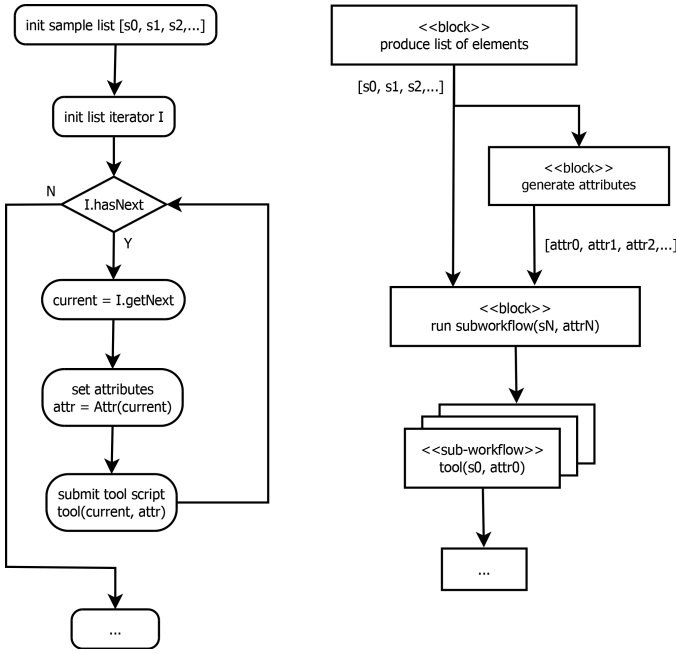 init sample list [s0, s1, s2,...]
init list iterator I
N
I.hasNext
Y
current = I.getNext
set attributes
attr = Attr(current)
submit tool script
tool(current, attr)
...
<<block>>
produce list of elements
[s0, s1, s2,...]
<<block>>
generate attributes
[attr0, attr1, attr2,...]
<<block>>
run subworkflow(sN, attrN)
<<sub-workflow>>
tool(s0, attr0)
...